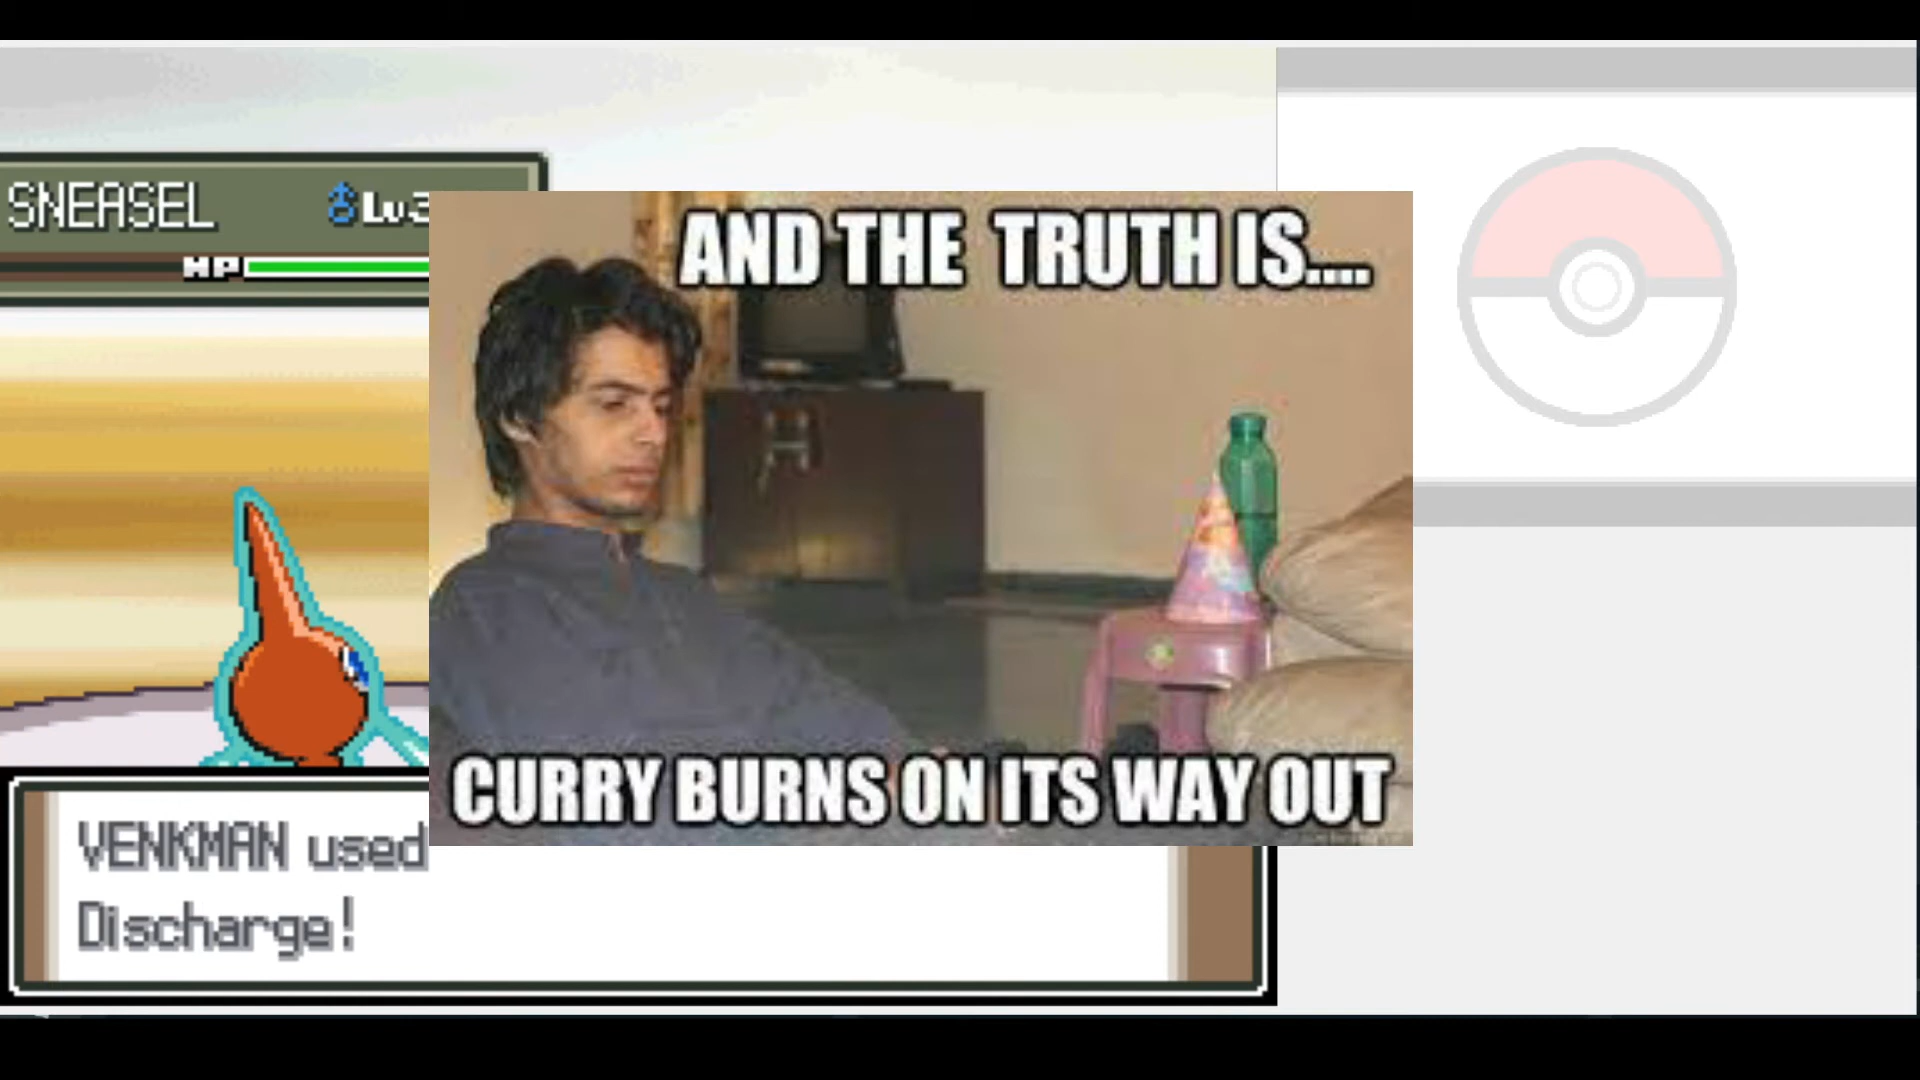 SNEASEL ♂ Lv3
HP
AND THE TRUTH IS....
CURRY BURNS ON ITS WAY OUT
VENKMAN used
Discharge!